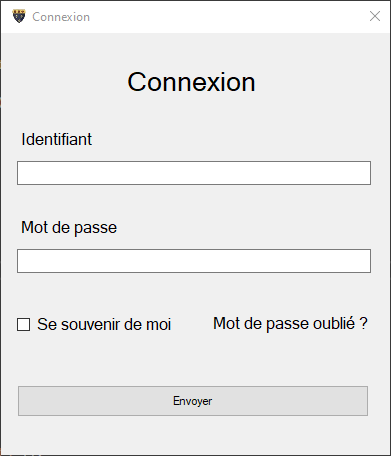 Connexion
Connexion
Identifiant
Mot de passe
Se souvenir de moi
Mot de passe oublié ?
Envoyer